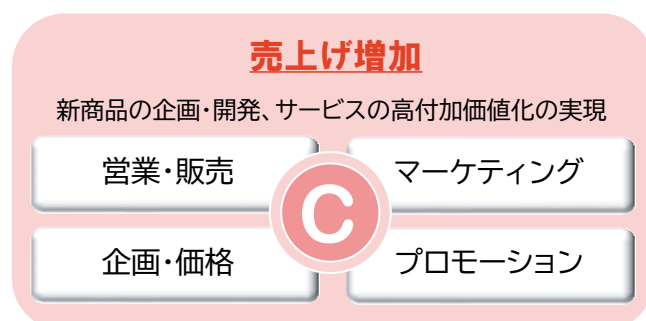 売上げ増加
新商品の企画・開発、サービスの高付加価値化の実現
営業・販売
マーケティング
C
企画・価格
プロモーション